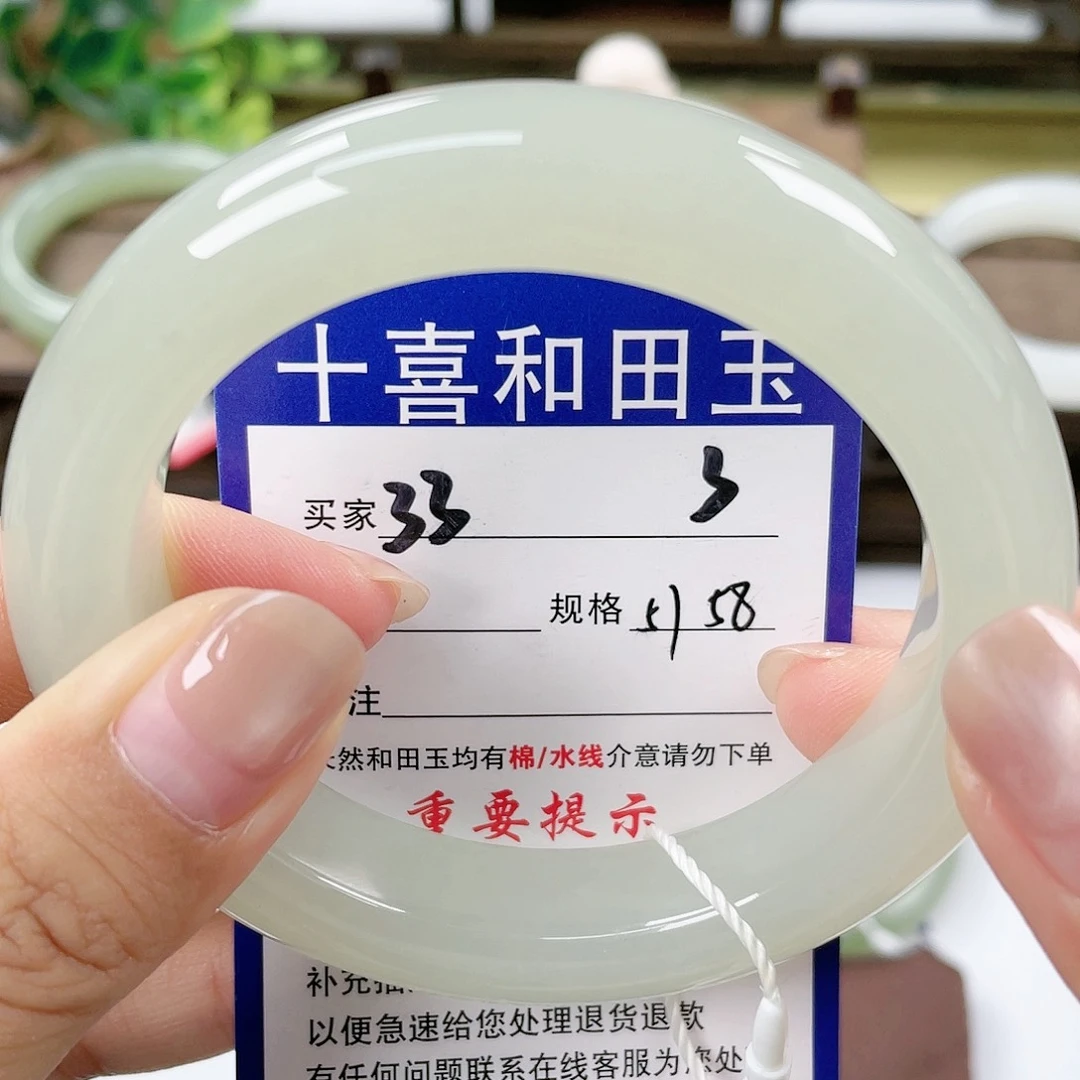 十喜和田玉
买家33 3
规格 51 58
注
然和田玉均有棉/水线介意请勿下单
重要提示
补充
以便急速给您处理退货退款
有任何问题联系在线客服为您处